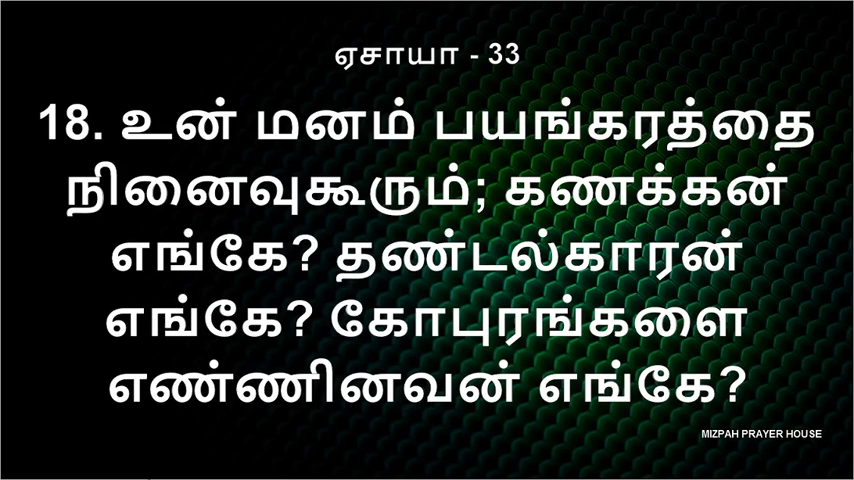 ஏசாயா - 33
18. உன் மனம் பயங்கரத்தை
நினைவுகூரும்; கணக்கன்
எங்கே? தண்டல்காரன்
எங்கே? கோபுரங்களை
எண்ணினவன் எங்கே?
MIZPAH PRAYER HOUSE